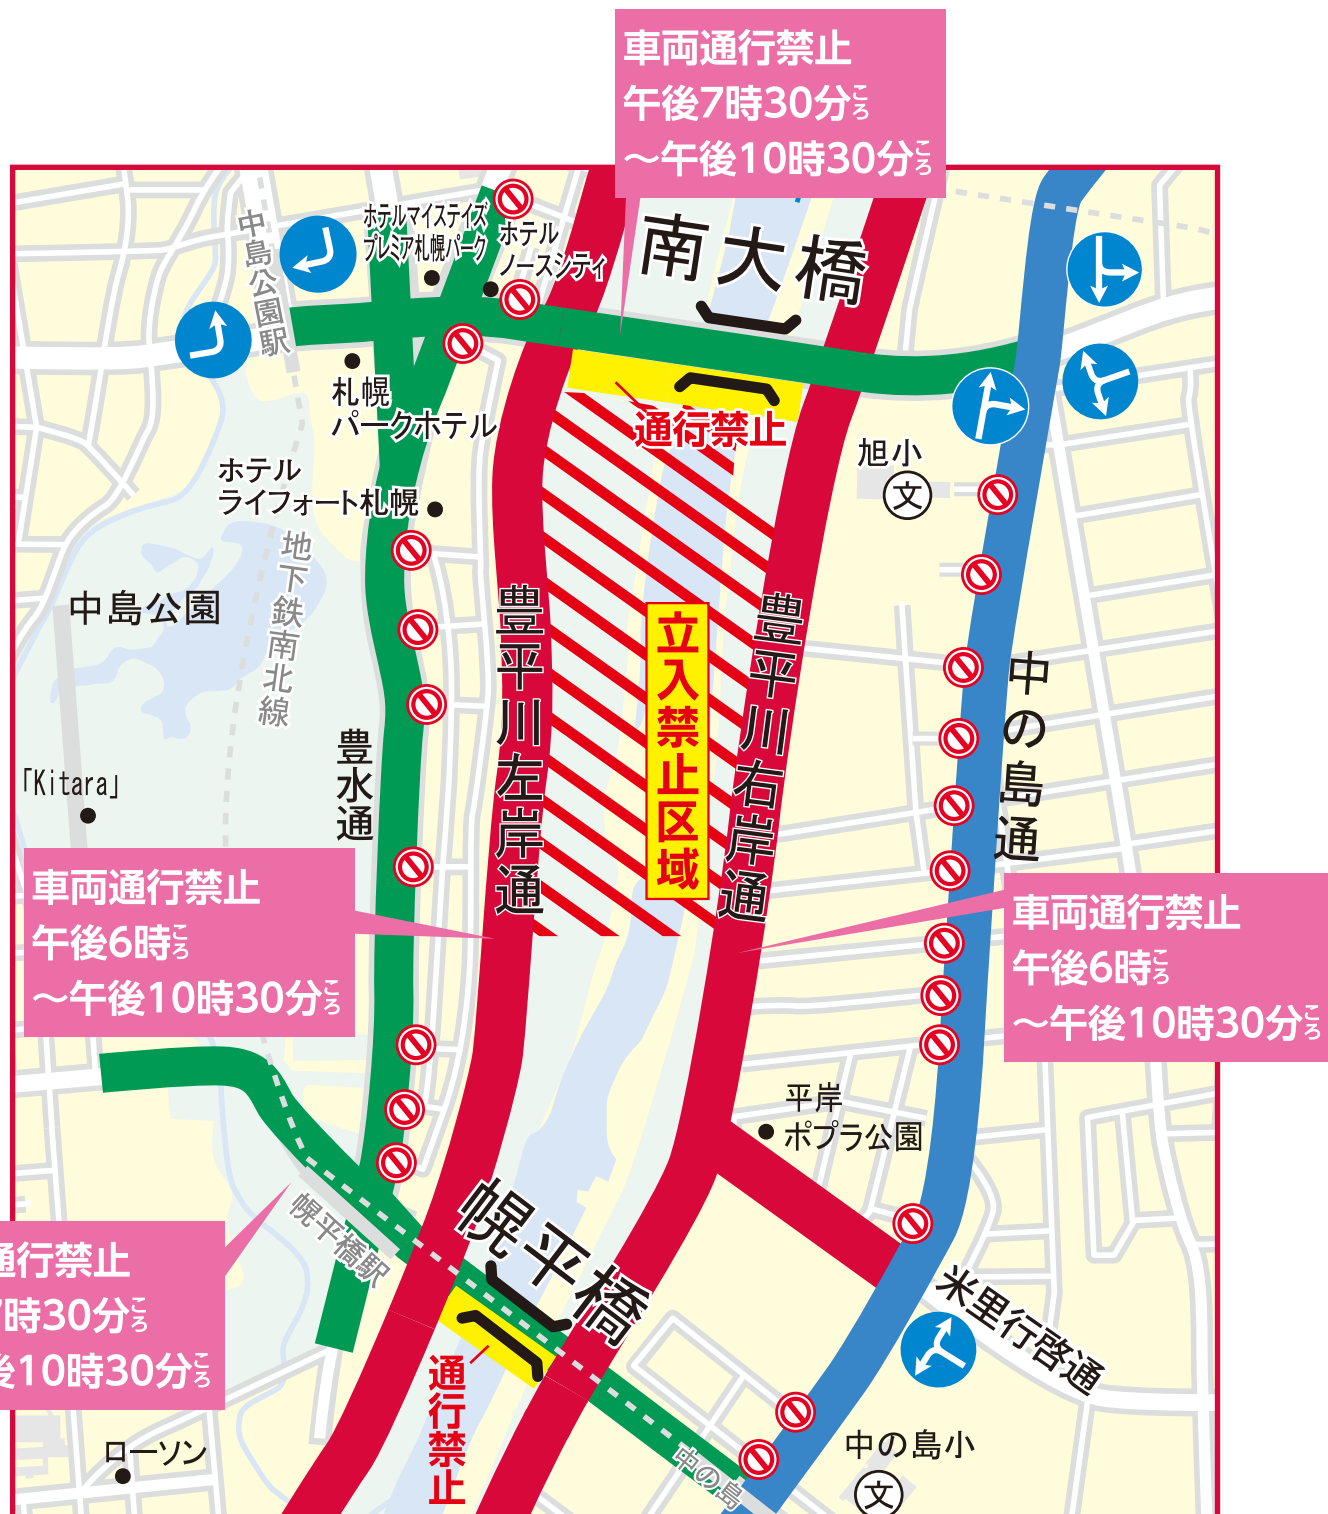 車両通行禁止
午後7時30分ころ
～午後10時30分ころ
中島公園駅
ホテルマイステイズ
プレミア札幌パーク
ホテル
ノースシティ
南大橋
札幌
パークホテル
通行禁止
旭小
文
ホテル
ライフォート札幌
地下鉄南北線
中島公園
豊平川左岸通
立入禁止区域
豊平川右岸通
中の島通
豊水通
「Kitara」
車両通行禁止
午後6時ころ
～午後10時30分ころ
車両通行禁止
午後6時ころ
～午後10時30分ころ
平岸
ポプラ公園
幌平橋駅
幌平橋
通行禁止
7時30分ころ
後10時30分ころ
米里行啓通
通行禁止
ローソン
中の島
中の島小
文